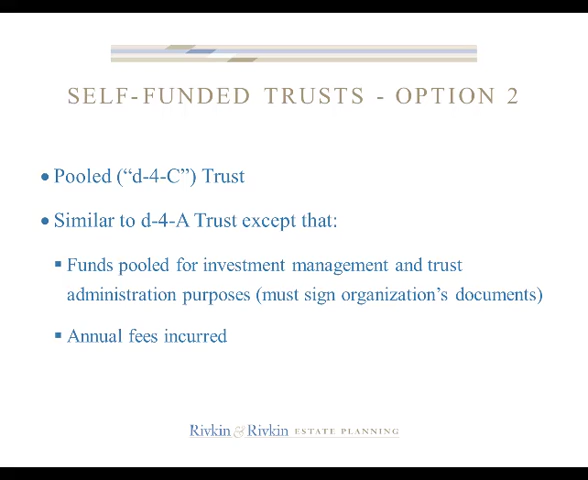 SELF-FUNDED TRUSTS - OPTION 2
• Pooled (“d-4-C”) Trust
• Similar to d-4-A Trust except that:
▪ Funds pooled for investment management and trust
administration purposes (must sign organization’s documents)
▪ Annual fees incurred
Rivkin & Rivkin ESTATE PLANNING